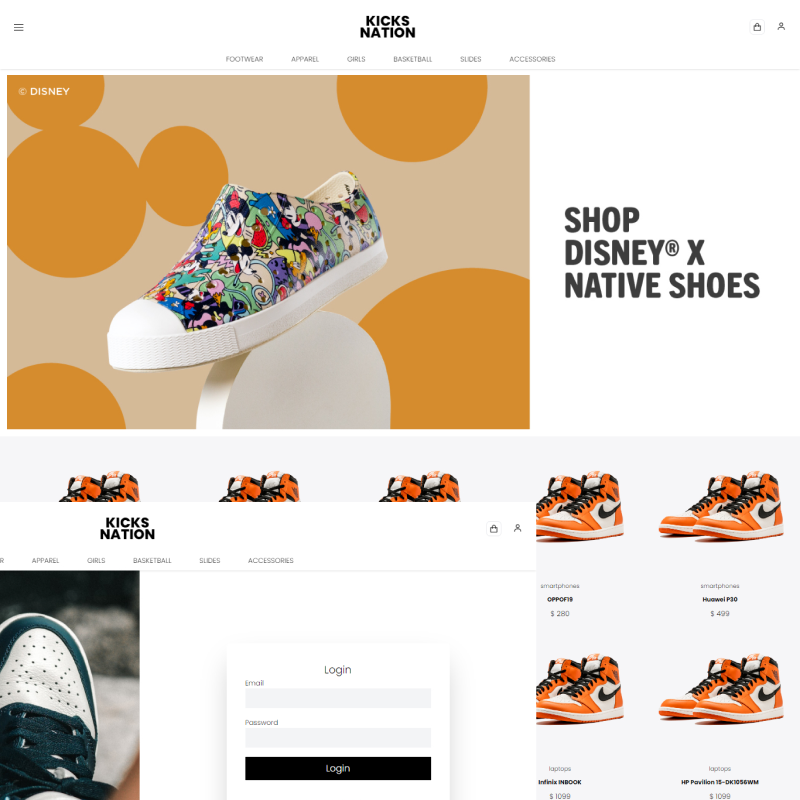 KICKS
NATION
FOOTWEAR APPAREL GIRLS BASKETBALL SLIDES ACCESSORIES
© DISNEY
SHOP
DISNEY® X
NATIVE SHOES
KICKS
NATION
R APPAREL GIRLS BASKETBALL SLIDES ACCESSORIES
Login
Email
Password
Login
smartphones
OPPOF19
$ 280
smartphones
Huawei P30
$ 499
laptops
Infinix INBOOK
$ 1099
laptops
HP Pavilion 15-DK1056WM
$ 1099